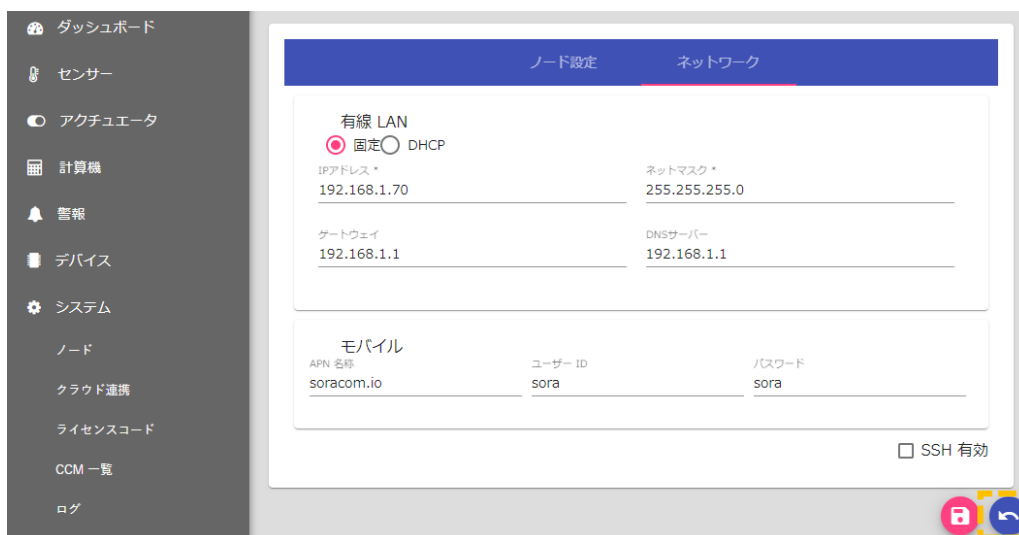 ダッシュボード
センサー
アクチュエータ
計算機
警報
デバイス
システム
ノード
クラウド連携
ライセンスコード
CCM 一覧
ログ
ノード設定 ネットワーク
有線 LAN
固定 DHCP
IPアドレス * ネットマスク *
192.168.1.70 255.255.255.0
ゲートウェイ DNSサーバー
192.168.1.1 192.168.1.1
モバイル
APN 名称 ユーザー ID パスワード
soracom.io sora sora
SSH 有効